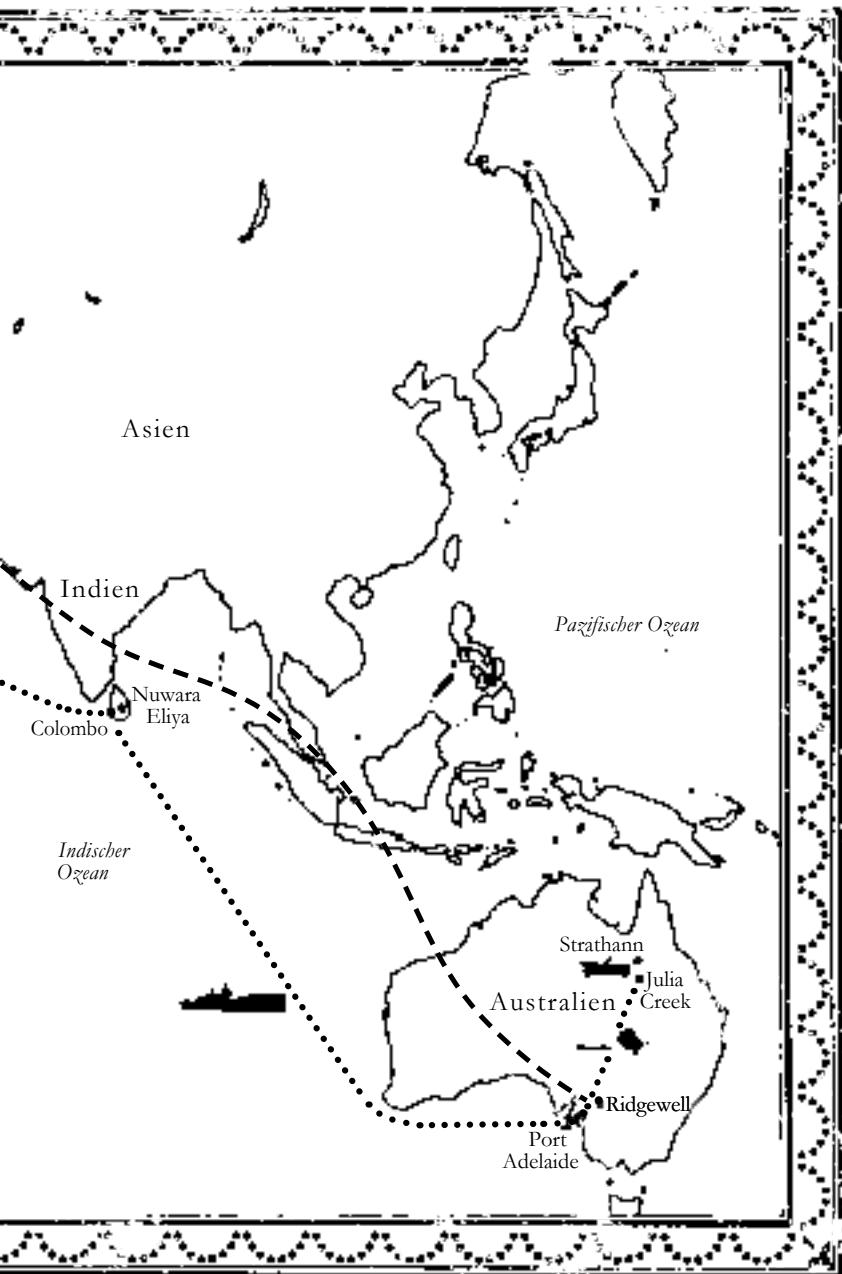 Asien
Indien
Pazifischer Ozean
Nuwara
Eliya
Colombo
Indischer
Ozean
Strathann
Julia
Creek
Australien
Ridgewell
Port
Adelaide